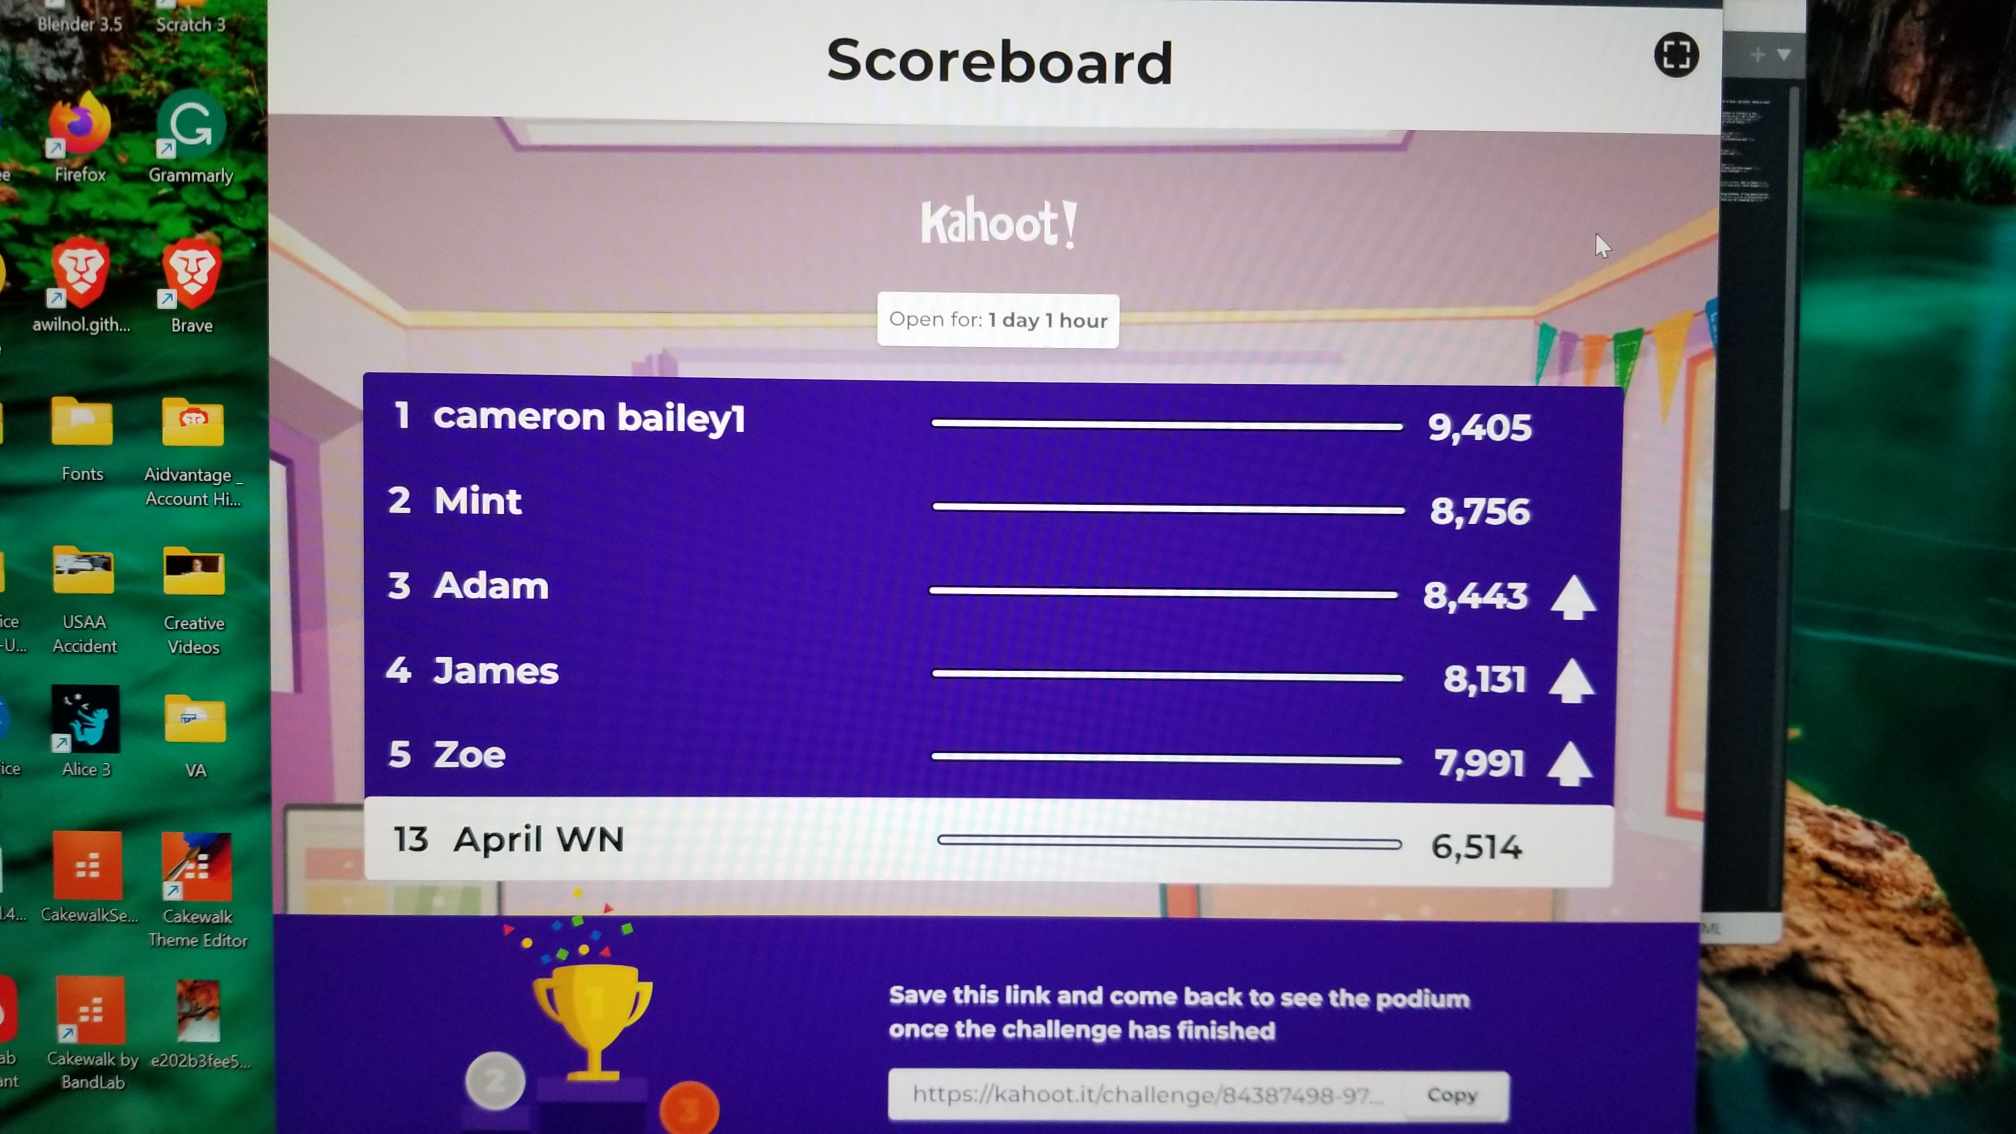 Blender 3.5
Scratch 3
Firefox
Grammarly
awilnol.gith...
Brave
Fonts
Aidvantage _
Account Hi...
USAA
Accident
Creative
Videos
Alice 3
VA
CakewalkSe...
Cakewalk
Theme Editor
Cakewalk by
BandLab
e202b3fee5...
Scoreboard
Kahoot!
Open for: 1 day 1 hour
1 cameron bailey1 9,405
2 Mint 8,756
3 Adam 8,443
4 James 8,131
5 Zoe 7,991
13 April WN 6,514
1
2
3
Save this link and come back to see the podium
once the challenge has finished
https://kahoot.it/challenge/84387498-97...
Copy